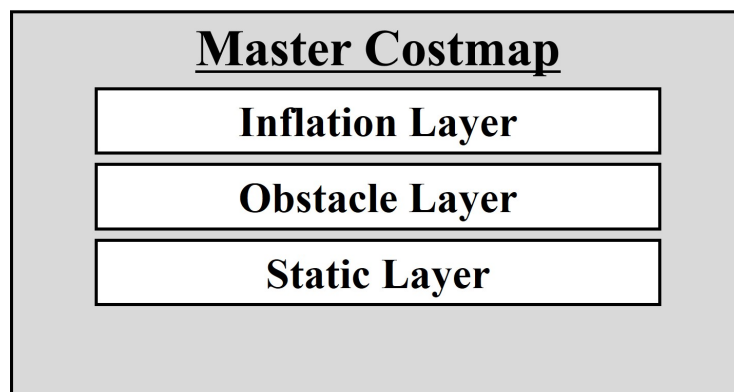 Master Costmap
Inflation Layer
Obstacle Layer
Static Layer